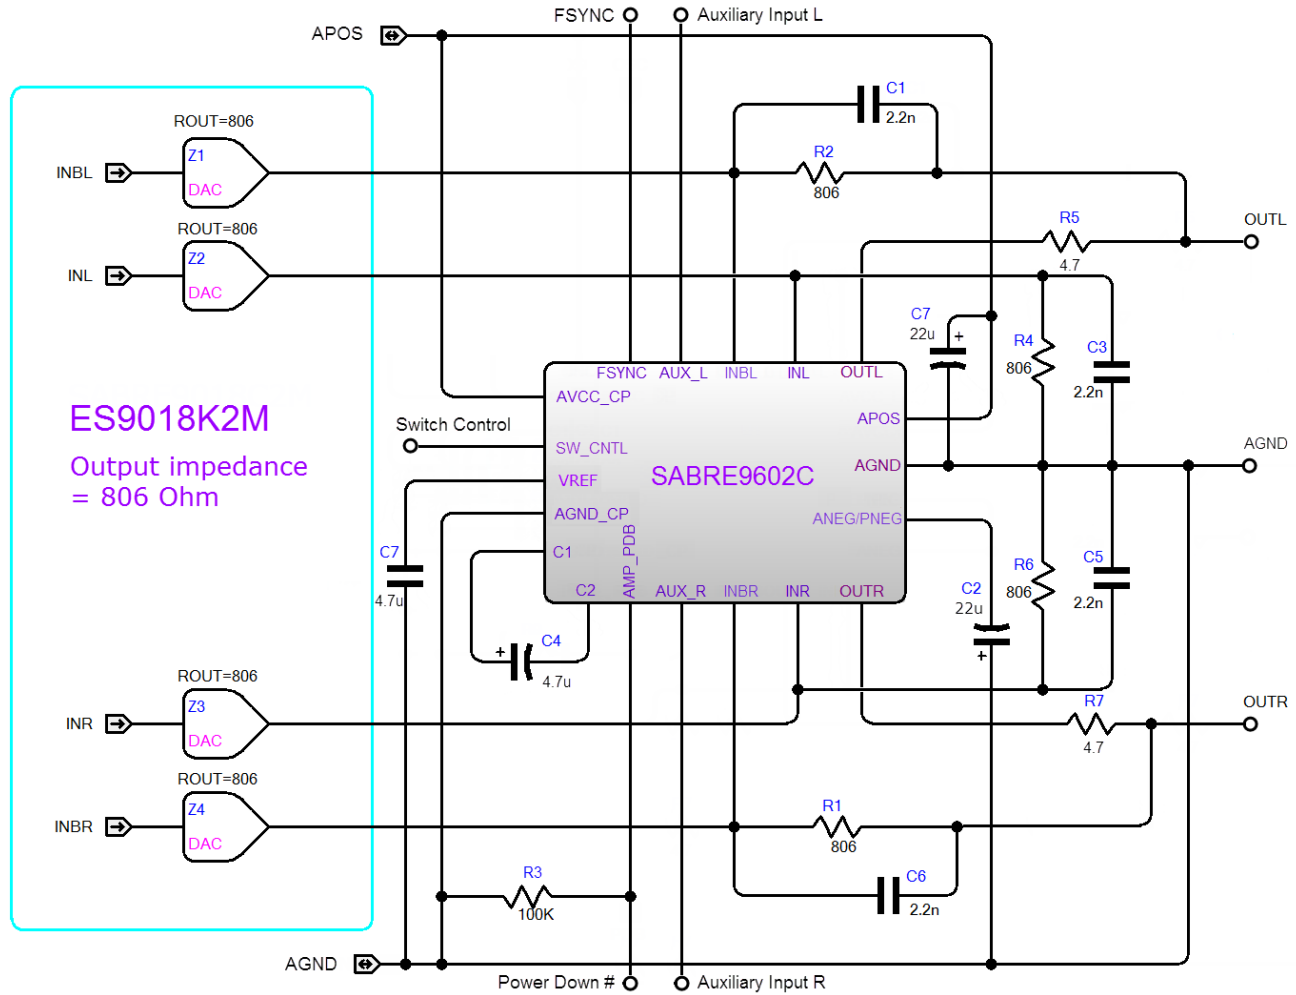 FSYNC
Auxiliary Input L
APOS
C1
2.2n
ROUT=806
Z1
DAC
INBL
R2
806
ROUT=806
Z2
DAC
INL
R5
4.7
OUTL
C7
22u
+
R4
806
C3
2.2n
FSYNC
AUX_L
INBL
INL
OUTL
AVCC_CP
APOS
ES9018K2M
Output impedance
= 806 Ohm
Switch Control
SW_CNTL
VREF
AGND_CP
C1
C2
AMP_PDB
SABRE9602C
AGND
ANEG/PNEG
AUX_R
INBR
INR
OUTR
AGND
C7
4.7u
C4
+
4.7u
C2
22u
+
R6
806
C5
2.2n
ROUT=806
Z3
DAC
INR
R7
4.7
OUTR
ROUT=806
Z4
DAC
INBR
R1
806
C6
2.2n
R3
100K
AGND
Power Down #
Auxiliary Input R